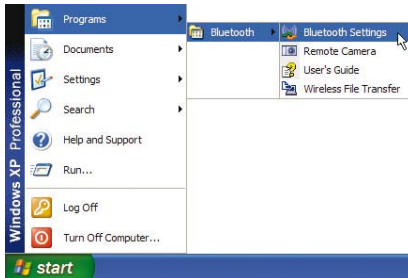 Windows XP Professional
Programs
Documents
Settings
Search
Help and Support
Run...
Log Off
Turn Off Computer...
Bluetooth
Bluetooth Settings
Remote Camera
User's Guide
Wireless File Transfer
start